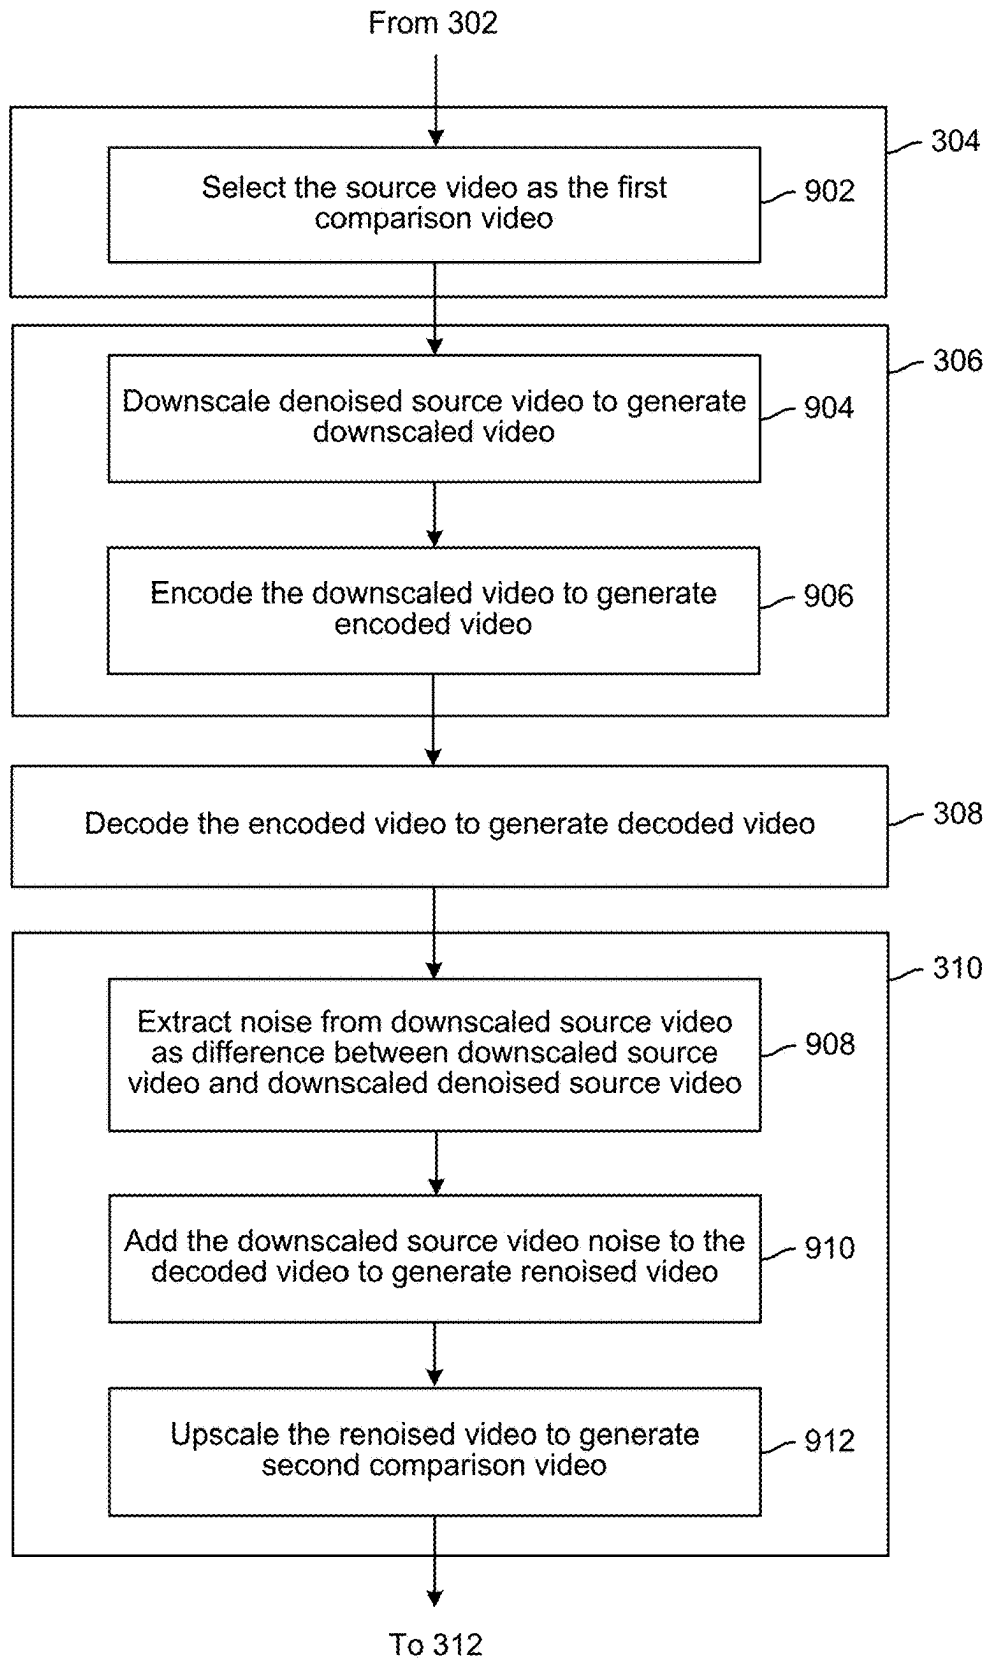 From 302
304
Select the source video as the first
comparison video
902
306
Downscale denoised source video to generate
downscaled video
904
Encode the downscaled video to generate
encoded video
906
Decode the encoded video to generate decoded video
308
310
Extract noise from downscaled source video
as difference between downscaled source
video and downscaled denoised source video
908
Add the downscaled source video noise to the
decoded video to generate renoised video
910
Upscale the renoised video to generate
second comparison video
912
To 312